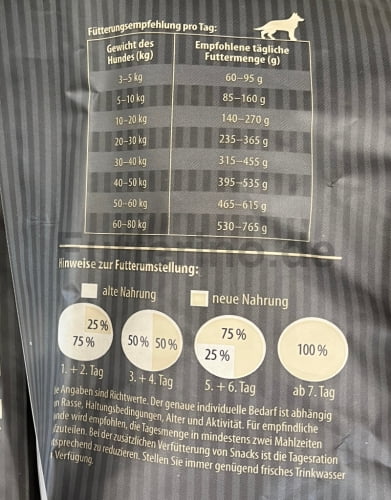 Fütterungsempfehlung pro Tag:
Gewicht des Hundes (kg) Empfohlene tägliche Futtermenge (g)
3–5 kg 60–95 g
5–10 kg 85–160 g
10–20 kg 140–270 g
20–30 kg 235–365 g
30–40 kg 315–455 g
40–50 kg 395–535 g
50–60 kg 465–615 g
60–80 kg 530–765 g
Hinweise zur Futterumstellung:
alte Nahrung neue Nahrung
25 % 75 % 50 % 50 % 75 % 25 % 100 %
1. + 2. Tag 3. + 4. Tag 5. + 6. Tag ab 7. Tag
Angaben sind Richtwerte. Der genaue individuelle Bedarf ist abhängig
Rasse, Haltungsbedingungen, Alter und Aktivität. Für empfindliche
wird empfohlen, die Tagesmenge in mindestens zwei Mahlzeiten
Bei der zusätzlichen Verfütterung von Snacks ist die Tagesration
zu reduzieren. Stellen Sie immer genügend frisches Trinkwasser
Verfügung.